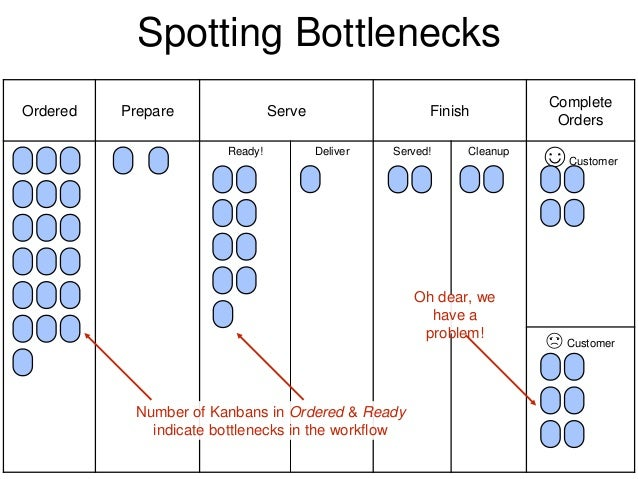 Spotting Bottlenecks
Ordered
Prepare
Serve
Finish
Complete
Orders
Ready!
Deliver
Served!
Cleanup
Customer
Oh dear, we
have a
problem!
Customer
Number of Kanbans in Ordered & Ready
indicate bottlenecks in the workflow